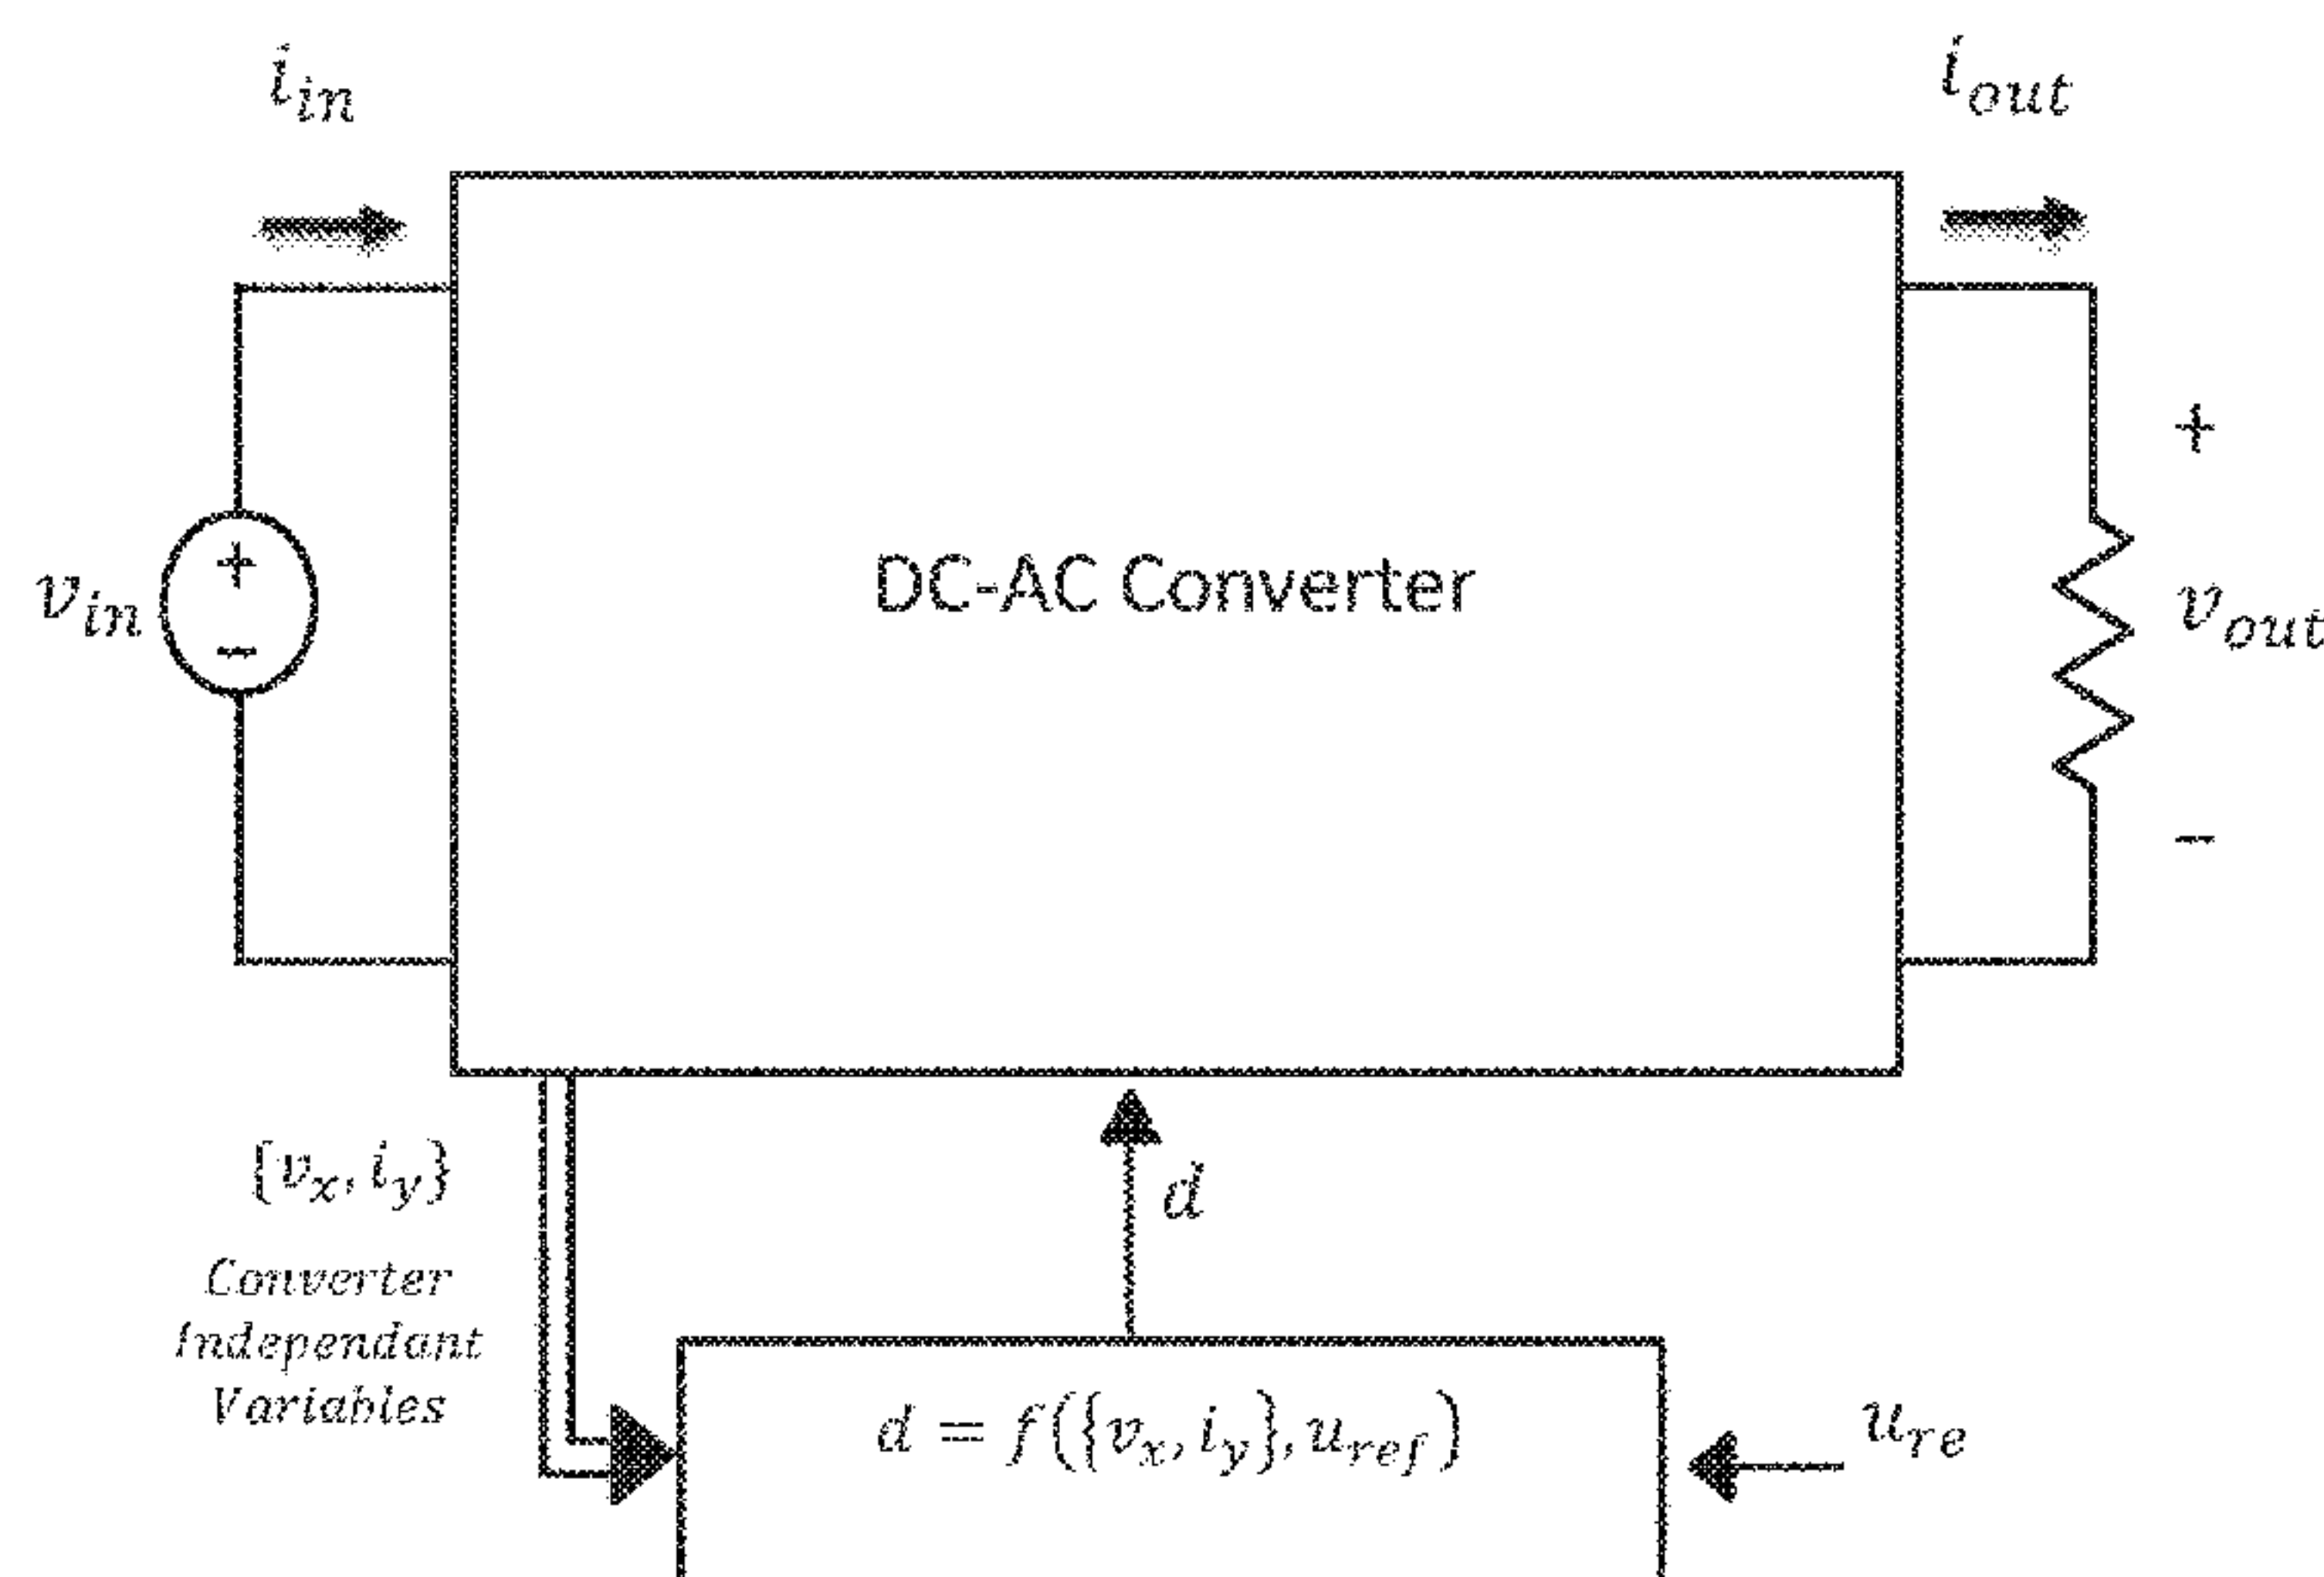 i_in
i_out
+
+
v_in
DC-AC Converter
v_out
−
−
{v_x, i_y}
d
Converter
Independant
Variables
d = f({v_x, i_y}, u_ref)
u_re